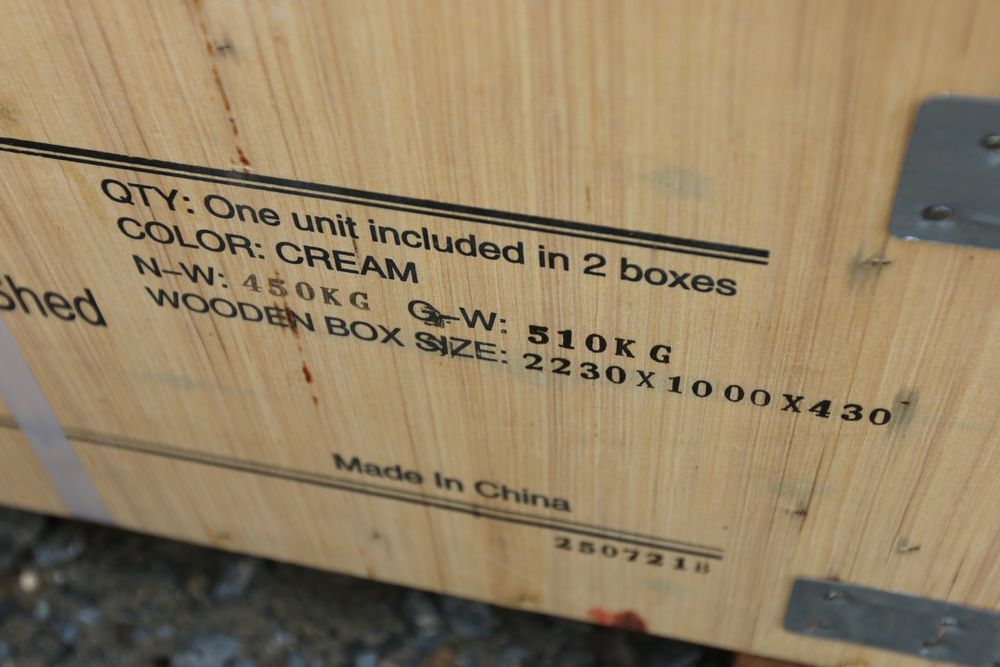 QTY: One unit included in 2 boxes
COLOR: CREAM
N-W: 450KG G-W: 510KG
shed
WOODEN BOX SIZE: 2230X1000X430
Made In China
250721B